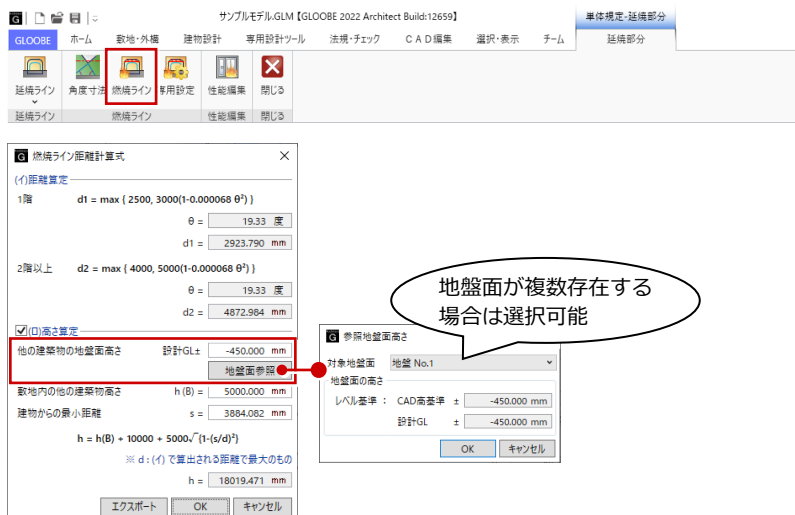 サンプルモデル.GLM【GLOOBE 2022 Architect Build:12659】
単体規定-延焼部分
GLOOBE ホーム 敷地・外構 建物設計 専用設計ツール 法規・チェック ＣＡＤ編集 選択・表示 チーム 延焼部分
延焼ライン 角度寸法 燃焼ライン 専用設定 性能編集 閉じる
延焼ライン 燃焼ライン 性能編集 閉じる
G 燃焼ライン距離計算式
(イ)距離算定
1階 d1 = max { 2500, 3000(1-0.000068 θ²) }
θ = 19.33 度
d1 = 2923.790 mm
2階以上 d2 = max { 4000, 5000(1-0.000068 θ²) }
θ = 19.33 度
d2 = 4872.984 mm
(ロ)高さ算定
他の建築物の地盤面高さ 設計GL± -450.000 mm
地盤面参照
敷地内の他の建築物高さ h (B) = 5000.000 mm
建物からの最小距離 s = 3884.082 mm
h = h(B) + 10000 + 5000√{1-(s/d)²}
※ d : (イ) で算出される距離で最大のもの
h = 18019.471 mm
エクスポート OK キャンセル
地盤面が複数存在する
場合は選択可能
G 参照地盤面高さ
対象地盤面 地盤 No.1
地盤面の高さ
レベル基準 : CAD高基準 ± -450.000 mm
設計GL ± -450.000 mm
OK キャンセル